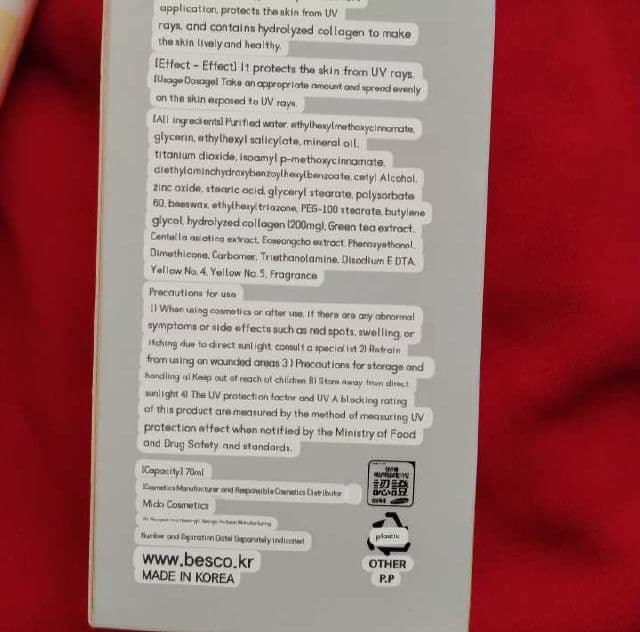 application, protects the skin from UV
rays, and contains hydrolyzed collagen to make
the skin lively and healthy.
[Effect - Effect] It protects the skin from UV rays.
[Usage Dosage] Take an appropriate amount and spread evenly
on the skin exposed to UV rays.
[All ingredients] Purified water, ethylhexylmethoxycinnamate,
glycerin, ethylhexyl salicylate, mineral oil,
titanium dioxide, isoamyl p-methoxycinnamate,
diethylaminohydroxybenzoylhexylbenzoate, cetyl Alcohol,
zinc oxide, stearic acid, glyceryl stearate, polysorbate
60, beeswax, ethylhexyltriazone, PEG-100 stearate, butylene
glycol, hydrolyzed collagen (200mg), Green tea extract,
Centella asiatica extract, Eoseongcho extract, Phenoxyethanol,
Dimethicone, Carbomer, Triethanolamine, Disodium EDTA,
Yellow No. 4, Yellow No. 5, Fragrance
Precautions for use
1) When using cosmetics or after use, if there are any abnormal
symptoms or side effects such as red spots, swelling, or
itching due to direct sunlight, consult a specialist 2) Refrain
from using on wounded areas 3) Precautions for storage and
handling a) Keep out of reach of children B) Store away from direct
sunlight 4) The UV protection factor and UV A blocking rating
of this product are measured by the method of measuring UV
protection effect when notified by the Ministry of Food
and Drug Safety. and standards.
[Capacity] 70ml
[Cosmetics Manufacturer and Responsible Cosmetics Distributor
Mido Cosmetics
Number and Expiration Date] Separately indicated
www.besco.kr
MADE IN KOREA
plastic
OTHER
P.P